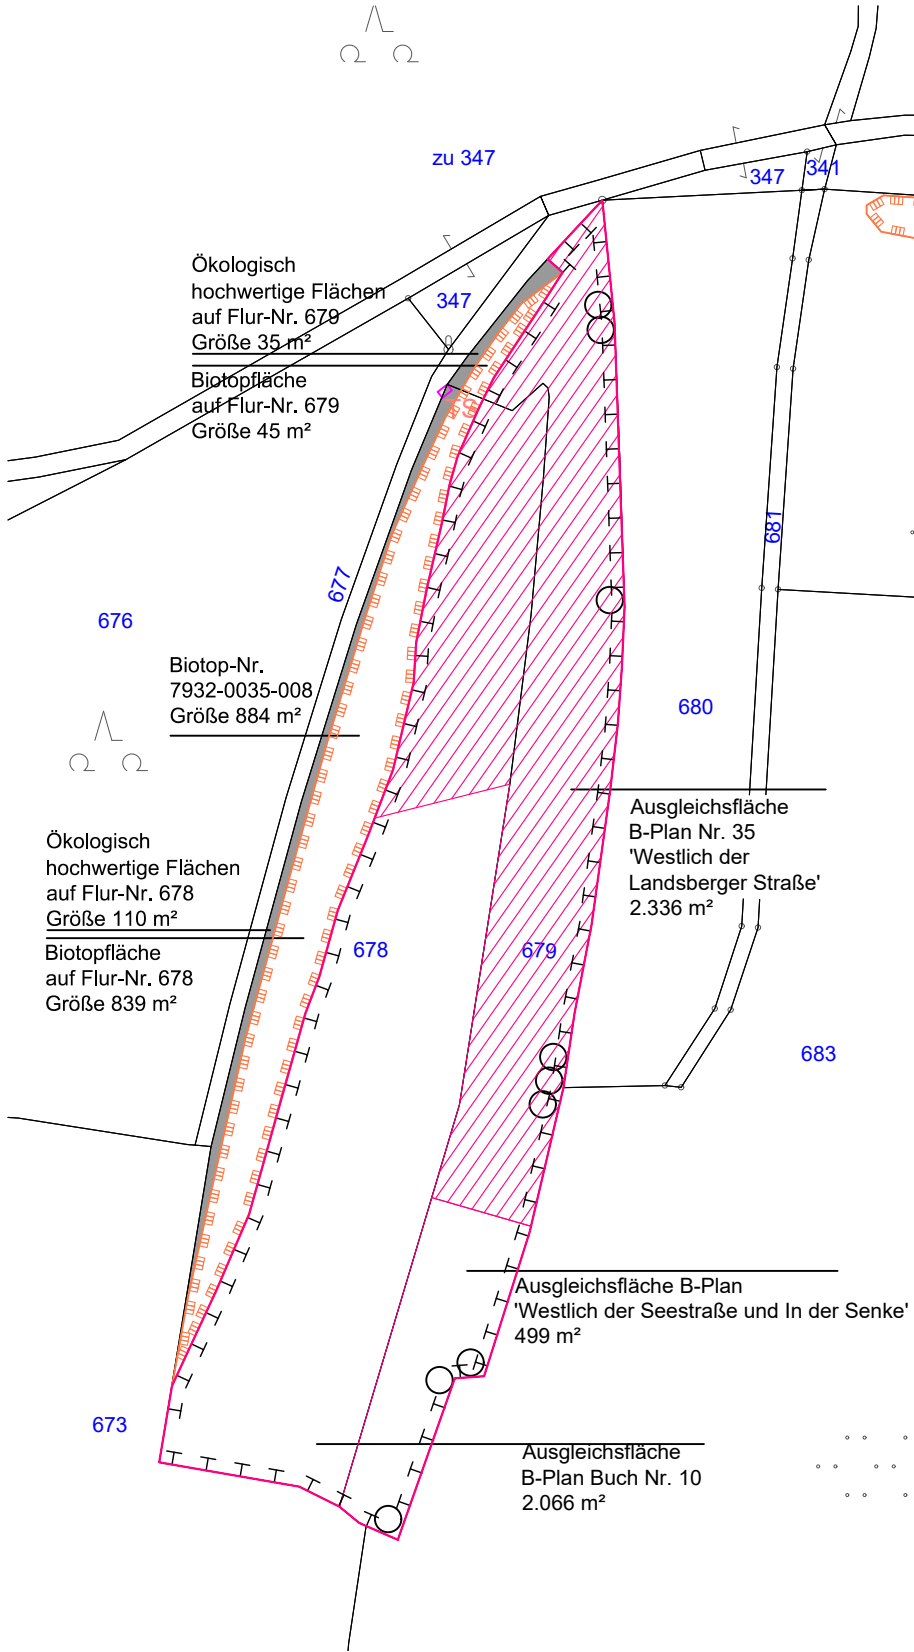 zu 347
347
341
Ökologisch
hochwertige Flächen
auf Flur-Nr. 679
Größe 35 m²
347
Biotopfläche
auf Flur-Nr. 679
Größe 45 m²
681
677
676
Biotop-Nr.
7932-0035-008
Größe 884 m²
680
Ausgleichsfläche
B-Plan Nr. 35
'Westlich der
Landsberger Straße'
2.336 m²
Ökologisch
hochwertige Flächen
auf Flur-Nr. 678
Größe 110 m²
Biotopfläche
auf Flur-Nr. 678
Größe 839 m²
678
679
683
Ausgleichsfläche B-Plan
'Westlich der Seestraße und In der Senke'
499 m²
673
Ausgleichsfläche
B-Plan Buch Nr. 10
2.066 m²